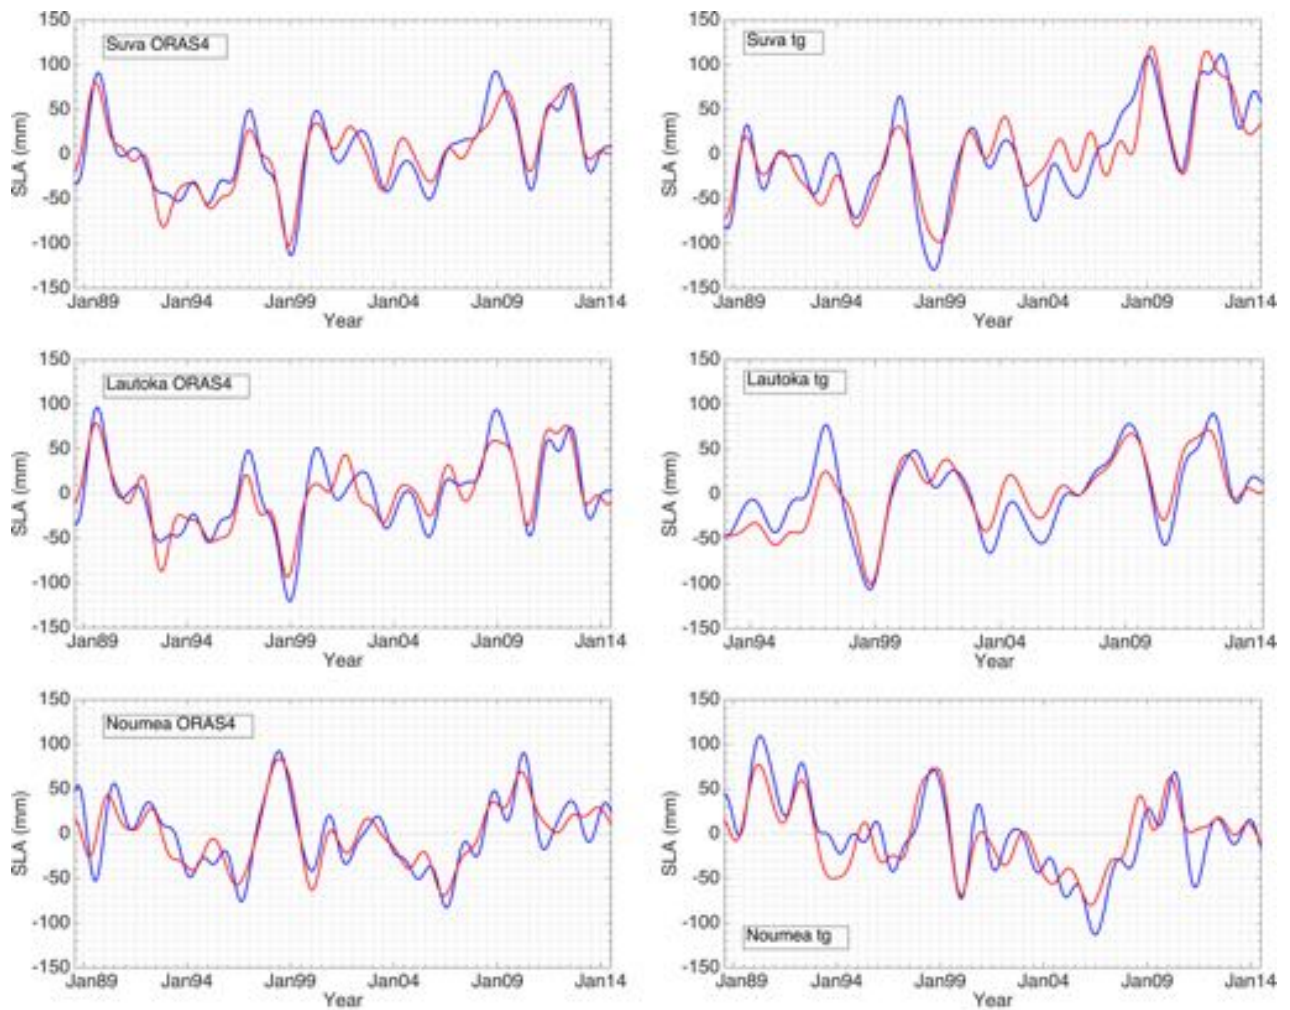 Suva ORAS4
SLA (mm)
150
100
50
0
-50
-100
-150
Jan89 Jan94 Jan99 Jan04 Jan09 Jan14
Year
Suva tg
SLA (mm)
150
100
50
0
-50
-100
-150
Jan89 Jan94 Jan99 Jan04 Jan09 Jan14
Year
Lautoka ORAS4
SLA (mm)
150
100
50
0
-50
-100
-150
Jan89 Jan94 Jan99 Jan04 Jan09 Jan14
Year
Lautoka tg
SLA (mm)
150
100
50
0
-50
-100
-150
Jan94 Jan99 Jan04 Jan09 Jan14
Year
Noumea ORAS4
SLA (mm)
150
100
50
0
-50
-100
-150
Jan89 Jan94 Jan99 Jan04 Jan09 Jan14
Year
SLA (mm)
150
100
50
0
-50
-100
-150
Noumea tg
Jan89 Jan94 Jan99 Jan04 Jan09 Jan14
Year